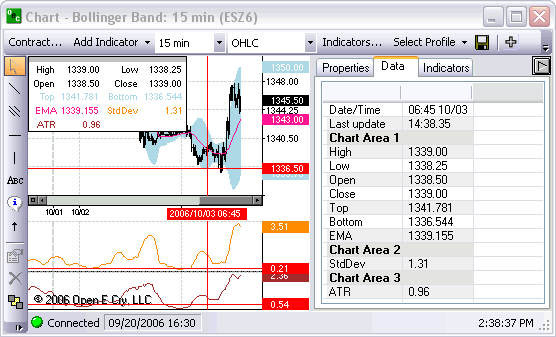 Chart - Bollinger Band: 15 min (ESZ6)
Contract... Add Indicator 15 min OHLC Indicators... Select Profile
High 1339.00 Low 1338.25
Open 1338.50 Close 1339.00
Top 1341.781 Bottom 1336.544
EMA 1339.155 StdDev 1.31
ATR 0.96
1350.00
1348.00
1345.50
1344.25
1343.00
1340.50
1336.50
10/01 10/02
2006/10/03 06:45
3.51
0.21
2.36
0.54
© 2006 Open E Cry, LLC
ABC
Properties Data Indicators
Date/Time 06:45 10/03
Last update 14:38.35
Chart Area 1
High 1339.00
Low 1338.25
Open 1338.50
Close 1339.00
Top 1341.781
Bottom 1336.544
EMA 1339.155
Chart Area 2
StdDev 1.31
Chart Area 3
ATR 0.96
Connected 09/20/2006 16:30 2:38:37 PM